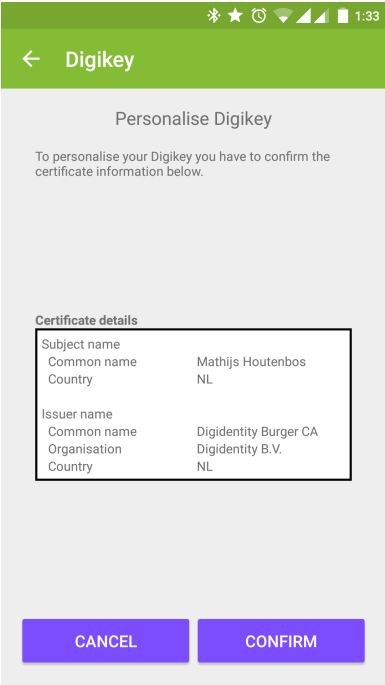 1:33
Digikey
Personalise Digikey
To personalise your Digikey you have to confirm the
certificate information below.
Certificate details
Subject name
Common name Mathijs Houtenbos
Country NL
Issuer name
Common name Digidentity Burger CA
Organisation Digidentity B.V.
Country NL
CANCEL CONFIRM